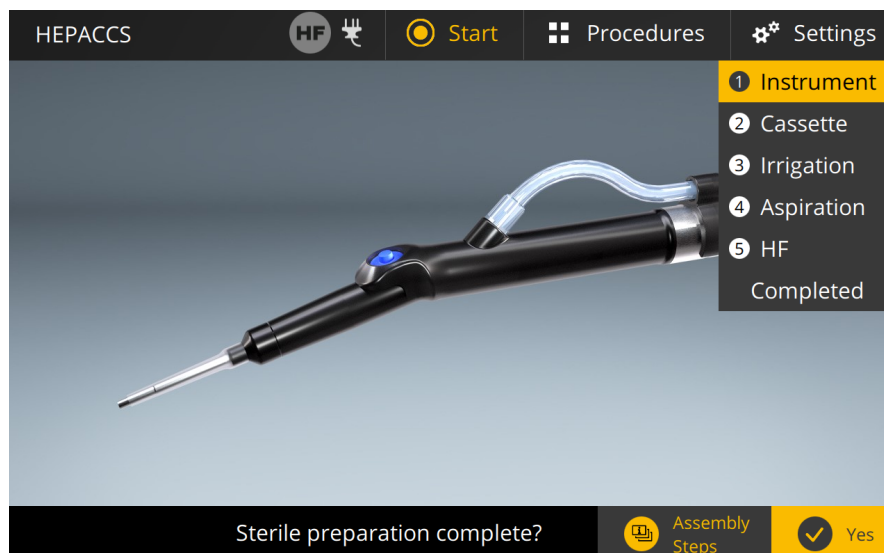 HEPACCS
HF
Start
Procedures
Settings
1 Instrument
2 Cassette
3 Irrigation
4 Aspiration
5 HF
Completed
Sterile preparation complete?
Assembly
Steps
Yes